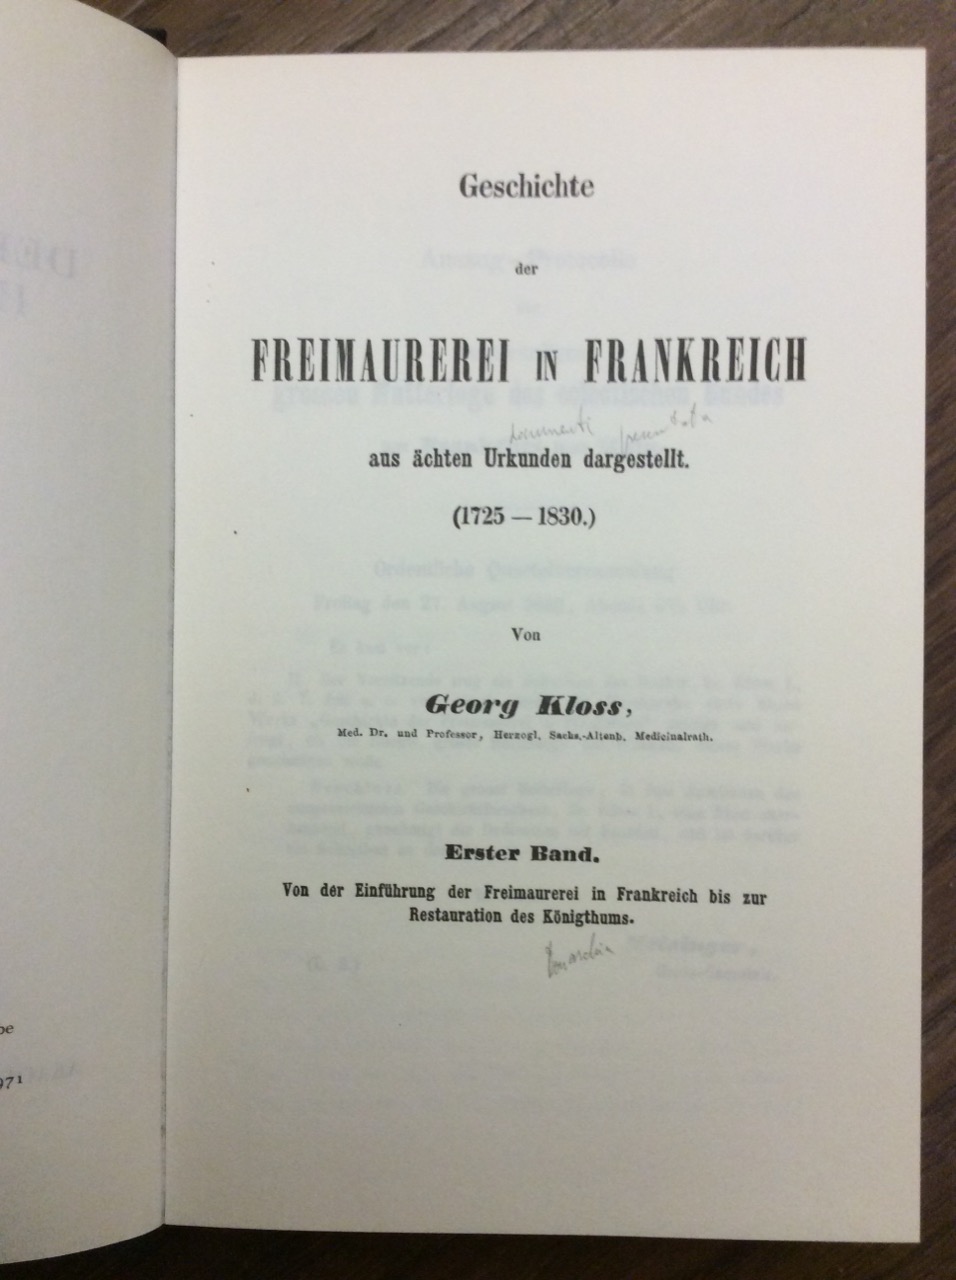 Geschichte
der
FREIMAUREREI IN FRANKREICH
documenti
aus ächten Urkunden dargestellt.
(1725 — 1830.)
Von
Georg Kloss,
Med. Dr. und Professor, Herzogl. Sachs.-Altenb. Medicinalrath.
Erster Band.
Von der Einführung der Freimaurerei in Frankreich bis zur
Restauration des Königthums.